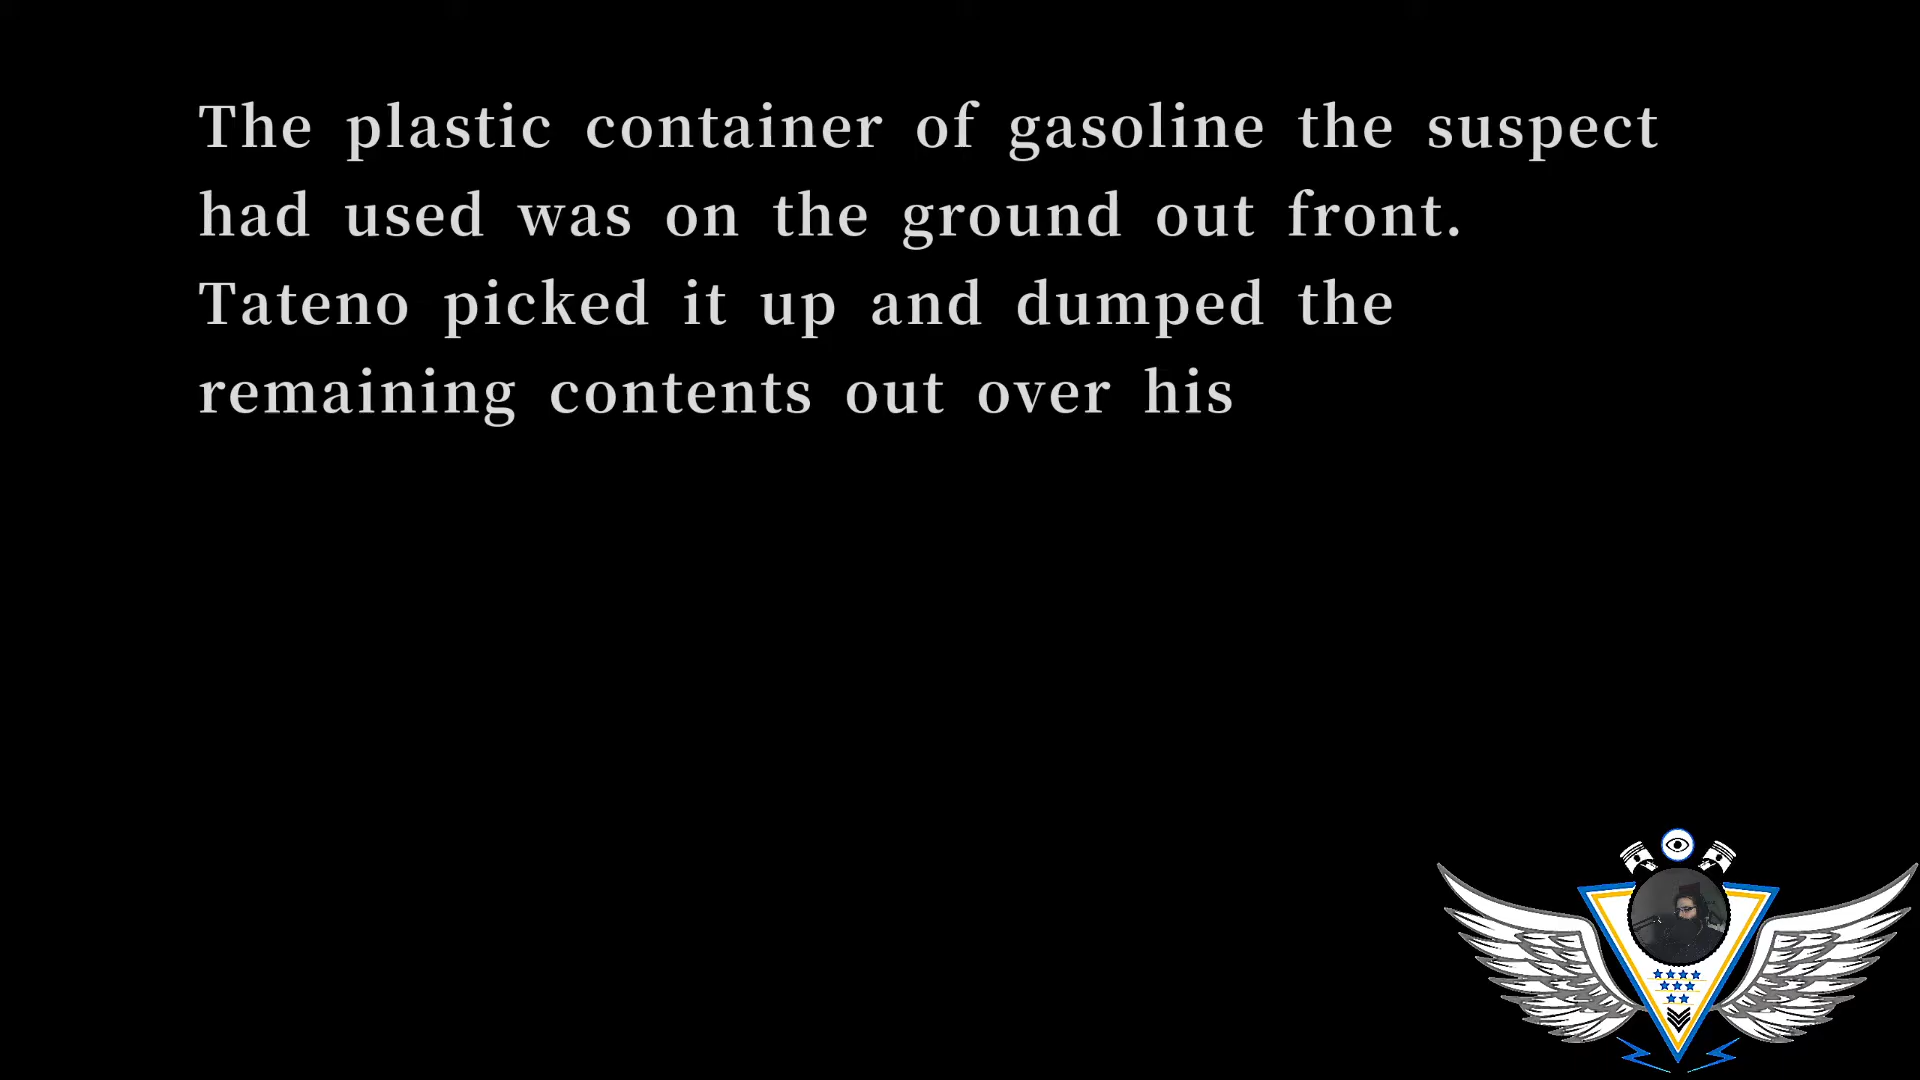 The plastic container of gasoline the suspect
had used was on the ground out front.
Tateno picked it up and dumped the
remaining contents out over his